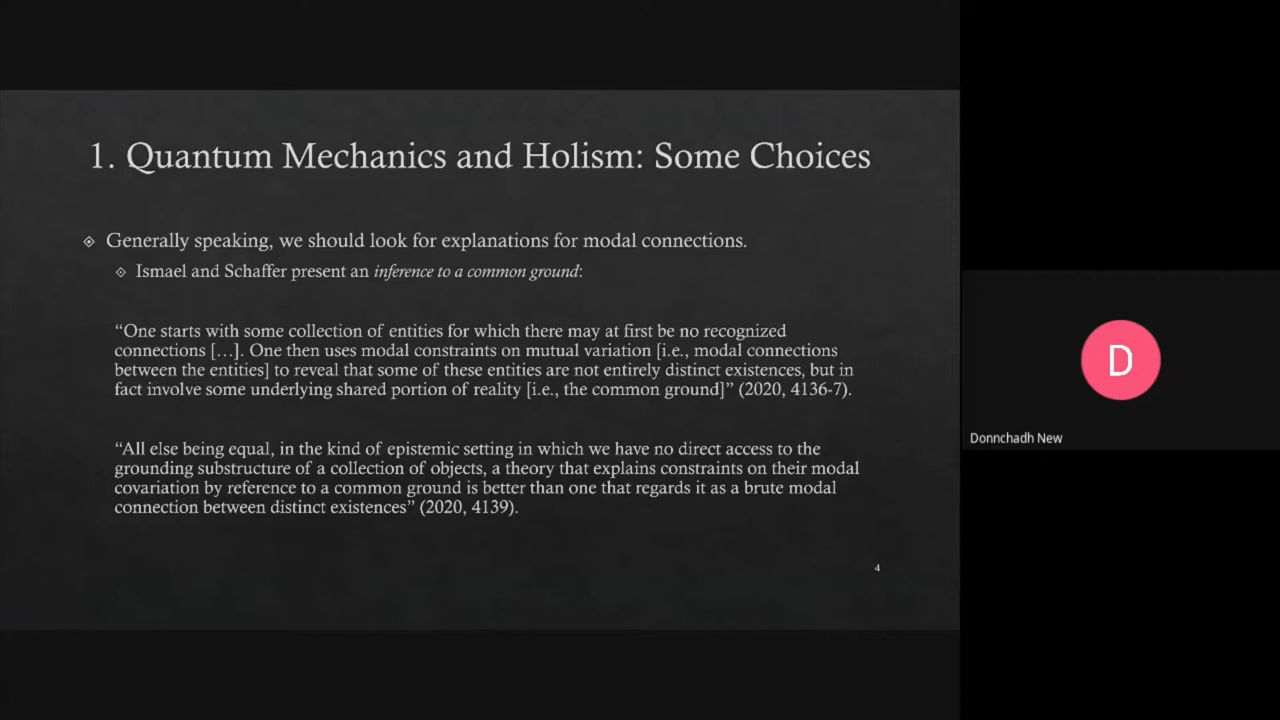 1. Quantum Mechanics and Holism: Some Choices
Generally speaking, we should look for explanations for modal connections.
Ismael and Schaffer present an inference to a common ground:
“One starts with some collection of entities for which there may at first be no recognized
connections […]. One then uses modal constraints on mutual variation [i.e., modal connections
between the entities] to reveal that some of these entities are not entirely distinct existences, but in
fact involve some underlying shared portion of reality [i.e., the common ground]” (2020, 4136-7).
“All else being equal, in the kind of epistemic setting in which we have no direct access to the
grounding substructure of a collection of objects, a theory that explains constraints on their modal
covariation by reference to a common ground is better than one that regards it as a brute modal
connection between distinct existences” (2020, 4139).
4
D
Donnchadh New